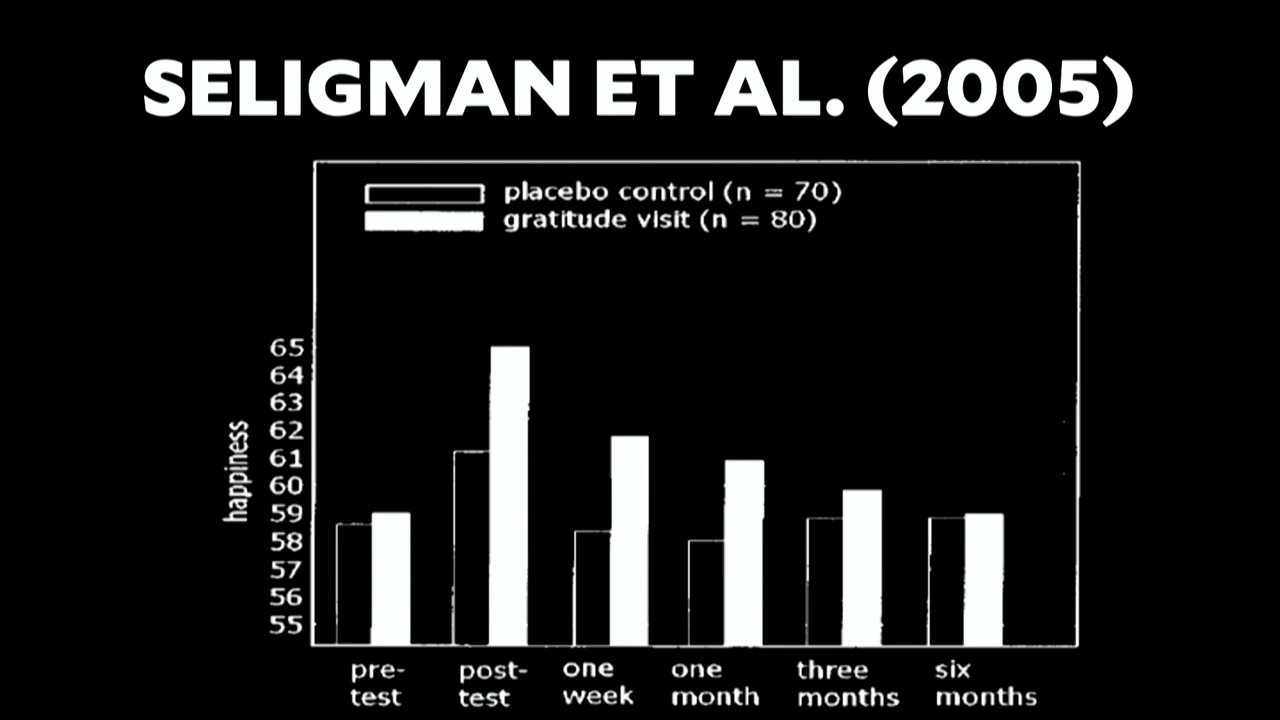 SELIGMAN ET AL. (2005)
placebo control (n = 70)
gratitude visit (n = 80)
65
64
63
62
61
60
59
58
57
56
55
happiness
pre-
test
post-
test
one
week
one
month
three
months
six
months